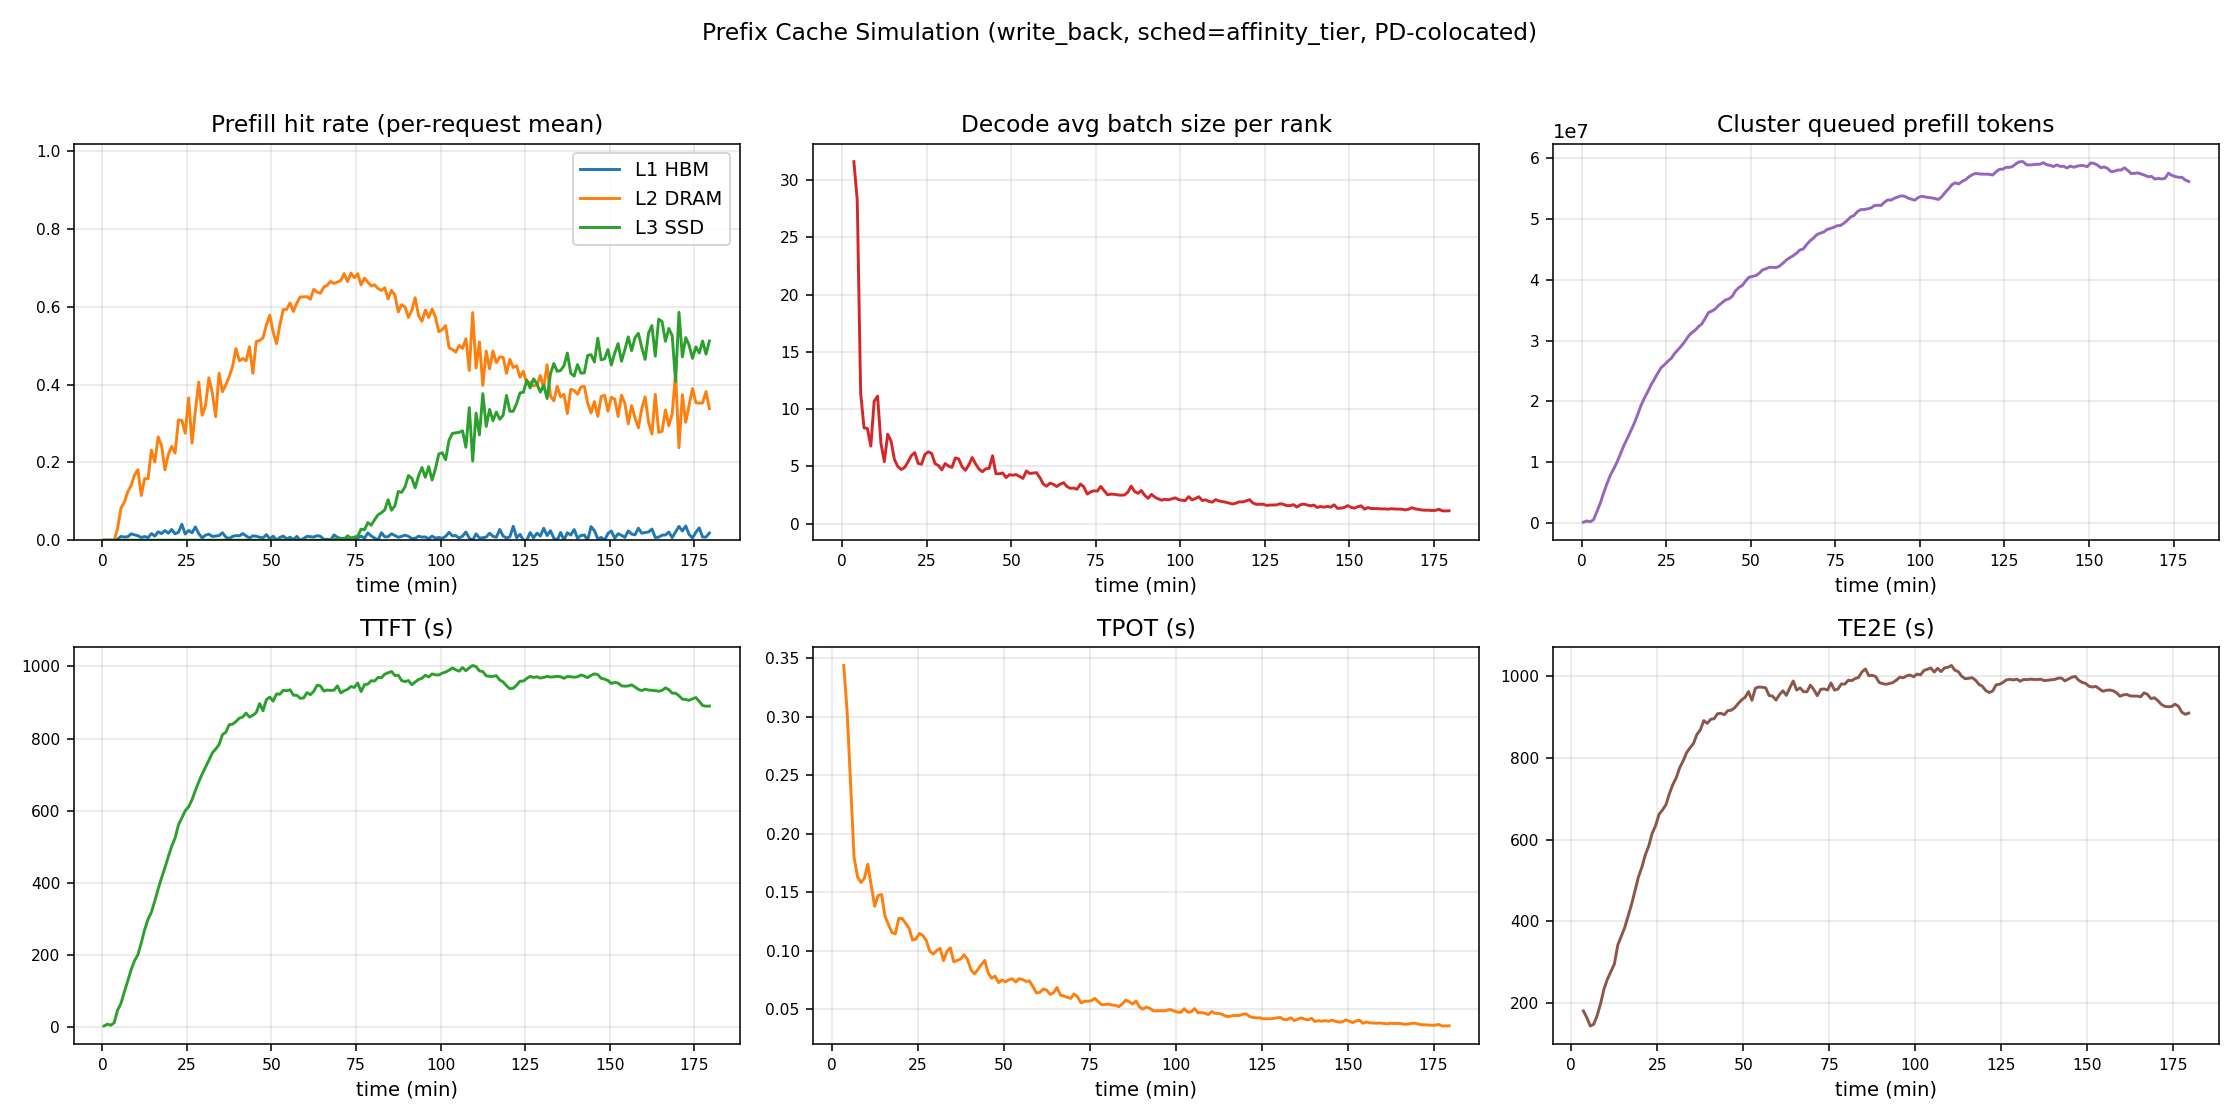 Prefix Cache Simulation (write_back, sched=affinity_tier, PD-colocated)
Prefill hit rate (per-request mean)
1.0
0.8
0.6
0.4
0.2
0.0
L1 HBM
L2 DRAM
L3 SSD
0 25 50 75 100 125 150 175
time (min)
Decode avg batch size per rank
30
25
20
15
10
5
0
0 25 50 75 100 125 150 175
time (min)
Cluster queued prefill tokens
1e7
6
5
4
3
2
1
0
0 25 50 75 100 125 150 175
time (min)
TTFT (s)
1000
800
600
400
200
0
0 25 50 75 100 125 150 175
time (min)
TPOT (s)
0.35
0.30
0.25
0.20
0.15
0.10
0.05
0 25 50 75 100 125 150 175
time (min)
TE2E (s)
1000
800
600
400
200
0 25 50 75 100 125 150 175
time (min)